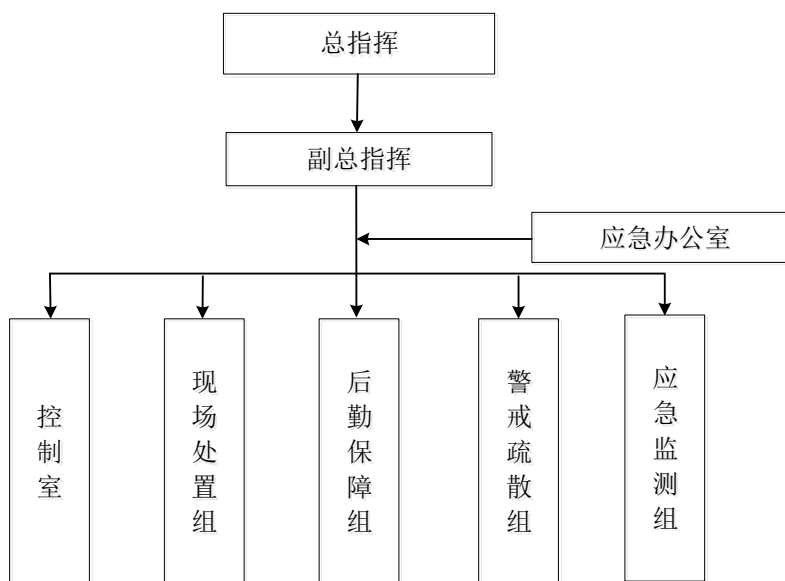 总指挥
副总指挥
应急办公室
控制室
现场处置组
后勤保障组
警戒疏散组
应急监测组